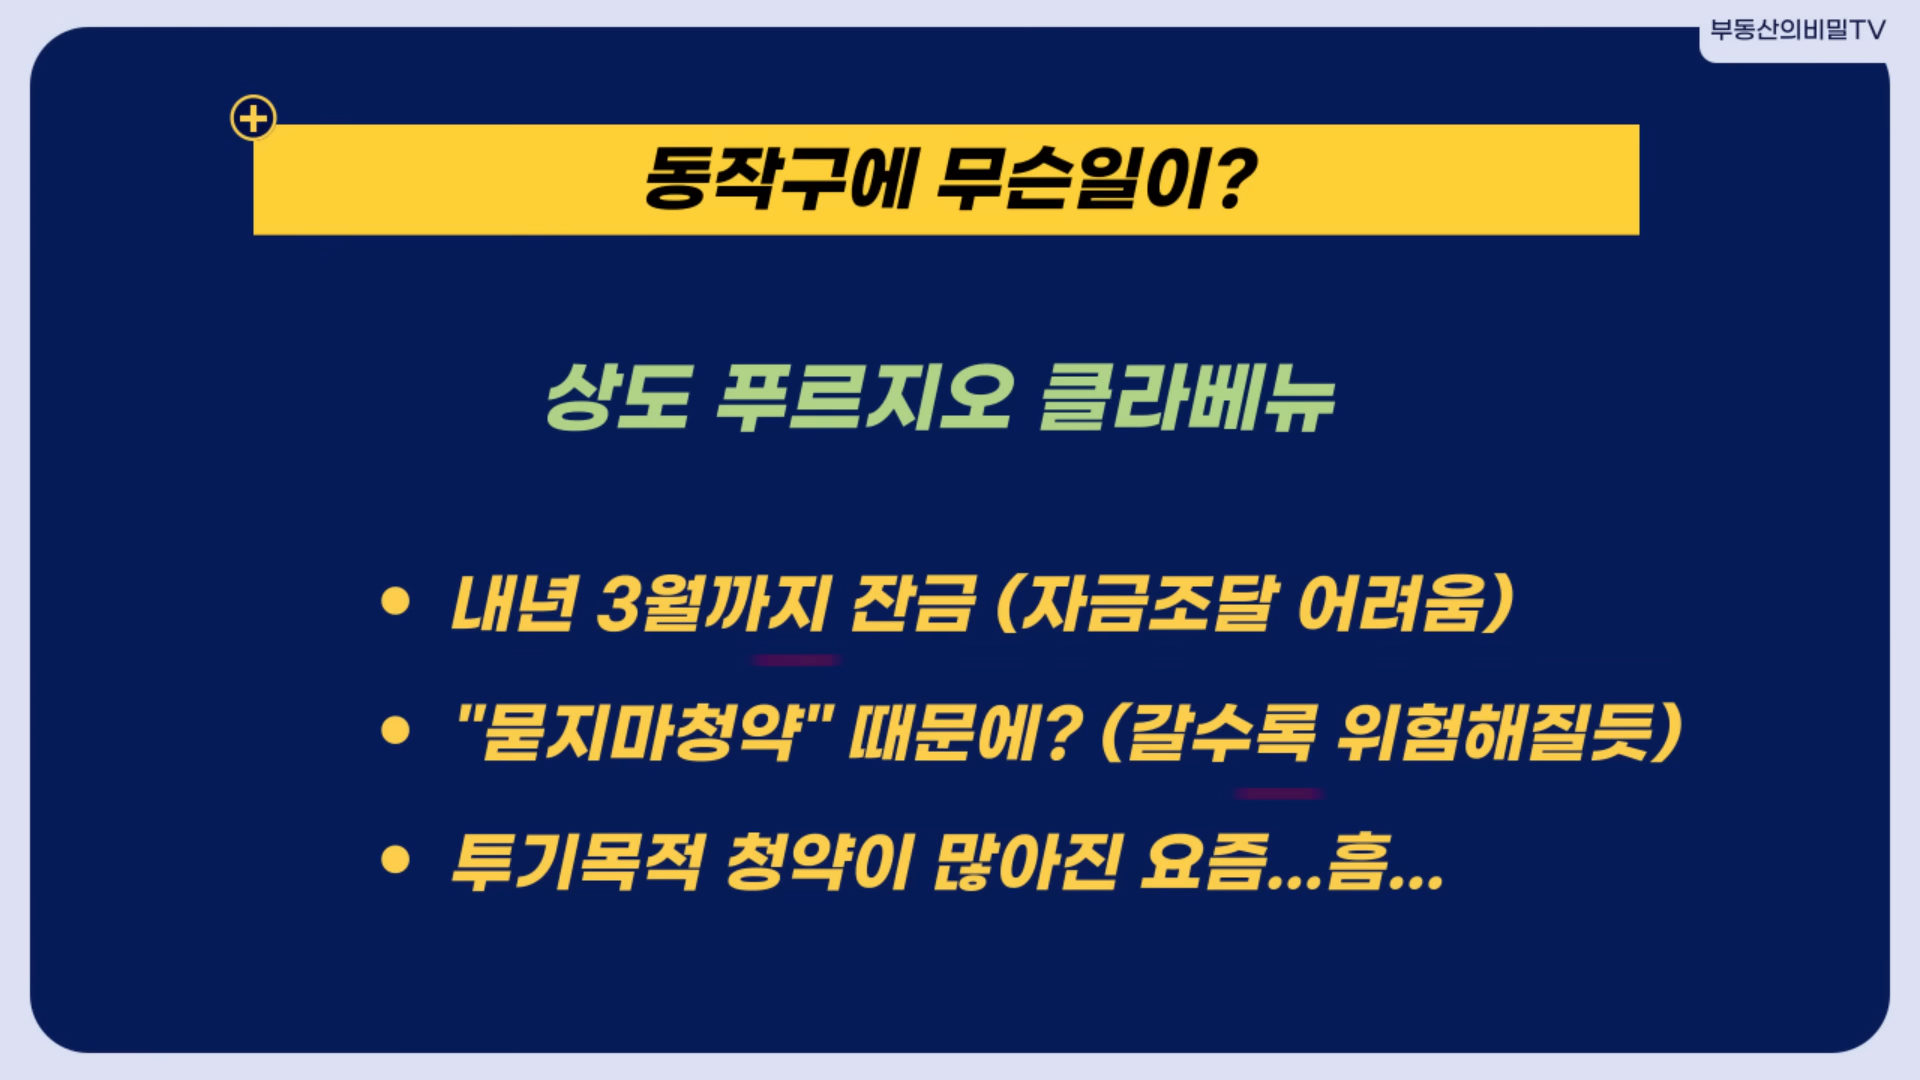 부동산의비밀TV
동작구에 무슨일이?
상도 푸르지오 클라베뉴
• 내년 3월까지 잔금 (자금조달 어려움)
• "묻지마청약" 때문에? (갈수록 위험해질듯)
• 투기목적 청약이 많아진 요즘...흠...